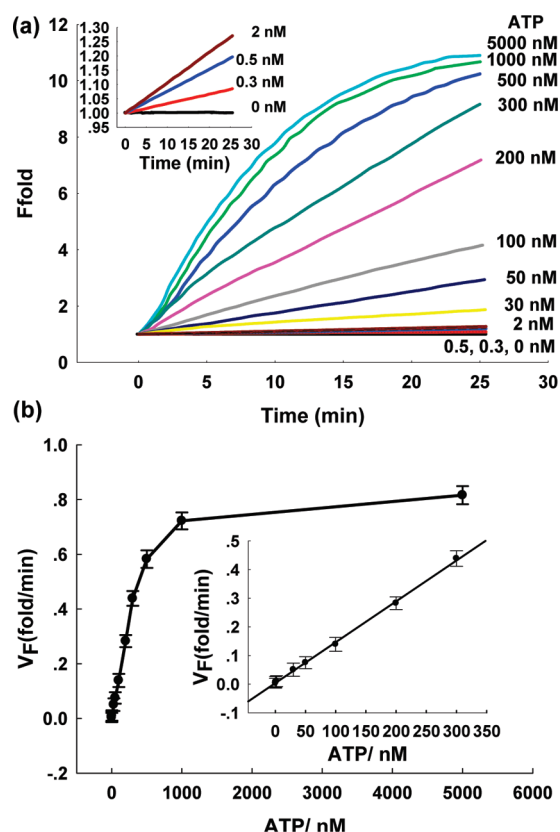 (a)
1.30
1.25
1.20
1.15
1.10
1.05
1.00
.95
2 nM
0.5 nM
0.3 nM
0 nM
0 5 10 15 20 25 30
Time (min)
ATP
5000 nM
1000 nM
500 nM
300 nM
200 nM
100 nM
50 nM
30 nM
2 nM
0.5, 0.3, 0 nM
12
10
8
6
4
2
0
Ffold
0 5 10 15 20 25 30
Time (min)
(b)
1.0
.8
.6
.4
.2
0.0
-.2
VF(fold/min)
0 1000 2000 3000 4000 5000 6000
ATP/ nM
.5
.4
.3
.2
.1
0.0
-.1
VF(fold/min)
0 50 100 150 200 250 300 350
ATP/ nM